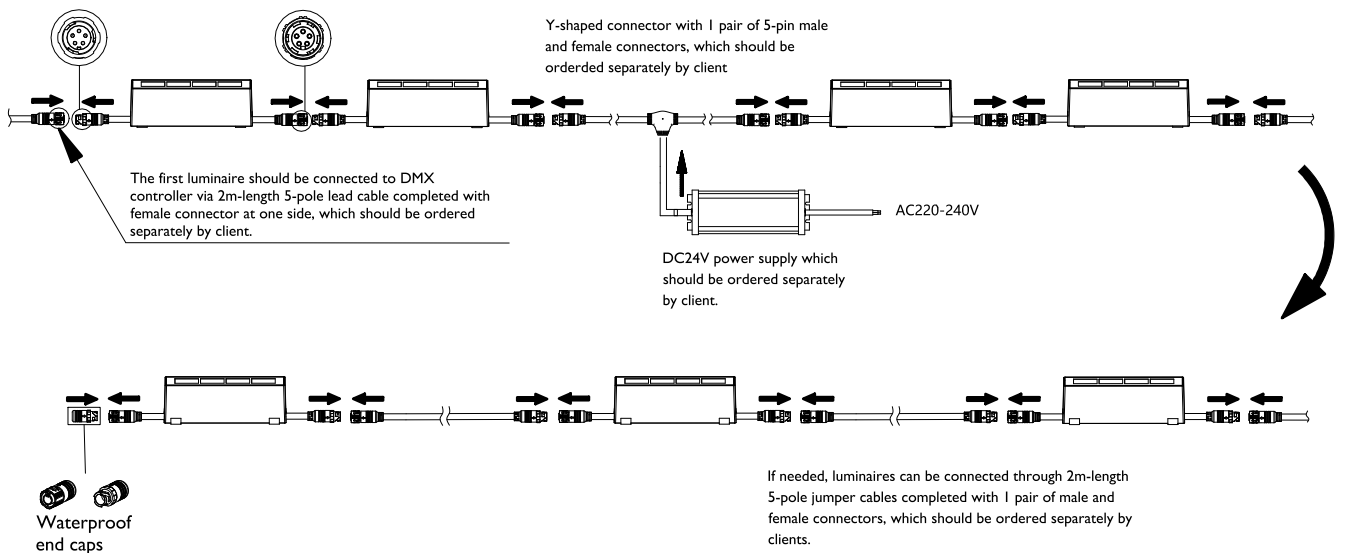 Y-shaped connector with 1 pair of 5-pin male
and female connectors, which should be
orderded separately by client
The first luminaire should be connected to DMX
controller via 2m-length 5-pole lead cable completed with
female connector at one side, which should be ordered
separately by client.
AC220-240V
DC24V power supply which
should be ordered separately
by client.
If needed, luminaires can be connected through 2m-length
5-pole jumper cables completed with 1 pair of male and
female connectors, which should be ordered separately by
clients.
Waterproof
end caps